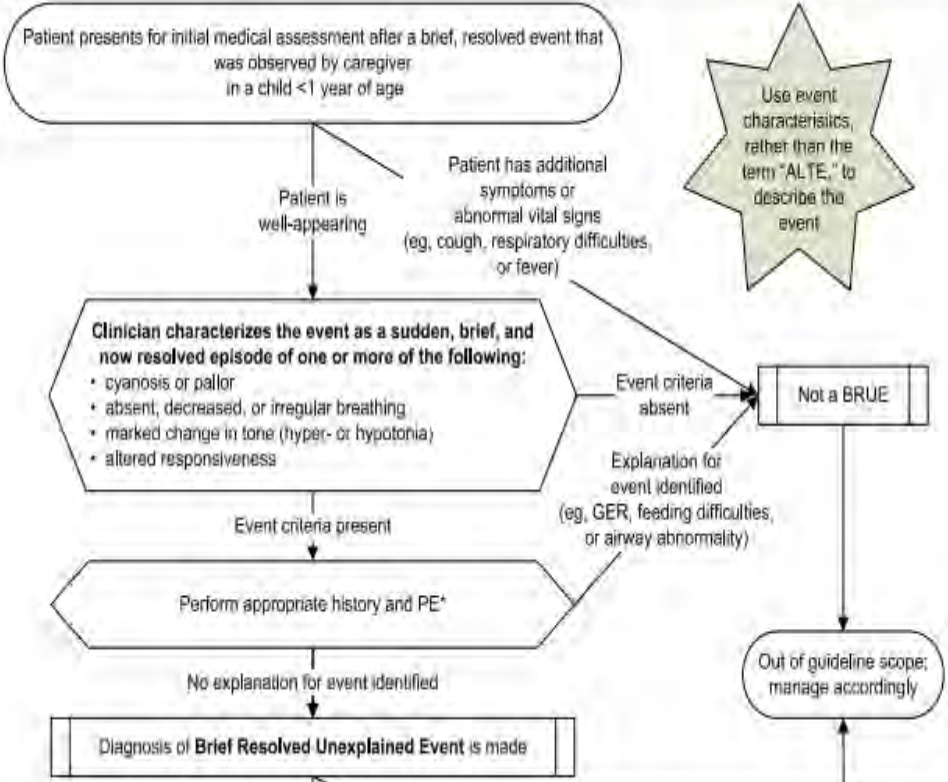 Patient presents for initial medical assessment after a brief, resolved event that
was observed by caregiver
in a child <1 year of age
Use event
characteristics,
rather than the
term "ALTE," to
describe the
event
Patient is
well-appearing
Patient has additional
symptoms or
abnormal vital signs
(eg, cough, respiratory difficulties,
or fever)
Clinician characterizes the event as a sudden, brief, and
now resolved episode of one or more of the following:
• cyanosis or pallor
• absent, decreased, or irregular breathing
• marked change in tone (hyper- or hypotonia)
• altered responsiveness
Event criteria
absent
Not a BRUE
Explanation for
event identified
(eg, GER, feeding difficulties,
or airway abnormality)
Event criteria present
Perform appropriate history and PE*
Out of guideline scope;
manage accordingly
No explanation for event identified
Diagnosis of Brief Resolved Unexplained Event is made